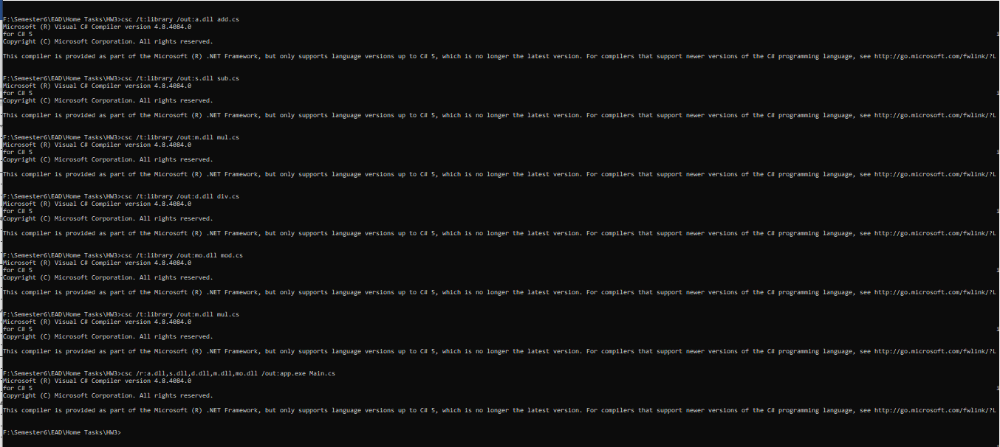 F:\Semester6\EAD\Home Tasks\HW3>csc /t:library /out:a.dll add.cs
Microsoft (R) Visual C# Compiler version 4.8.4084.0
for C# 5
Copyright (C) Microsoft Corporation. All rights reserved.
This compiler is provided as part of the Microsoft (R) .NET Framework, but only supports language versions up to C# 5, which is no longer the latest version. For compilers that support newer versions of the C# programming language, see http://go.microsoft.com/fwlink/?L
F:\Semester6\EAD\Home Tasks\HW3>csc /t:library /out:s.dll sub.cs
Microsoft (R) Visual C# Compiler version 4.8.4084.0
for C# 5
Copyright (C) Microsoft Corporation. All rights reserved.
This compiler is provided as part of the Microsoft (R) .NET Framework, but only supports language versions up to C# 5, which is no longer the latest version. For compilers that support newer versions of the C# programming language, see http://go.microsoft.com/fwlink/?L
F:\Semester6\EAD\Home Tasks\HW3>csc /t:library /out:m.dll mul.cs
Microsoft (R) Visual C# Compiler version 4.8.4084.0
for C# 5
Copyright (C) Microsoft Corporation. All rights reserved.
This compiler is provided as part of the Microsoft (R) .NET Framework, but only supports language versions up to C# 5, which is no longer the latest version. For compilers that support newer versions of the C# programming language, see http://go.microsoft.com/fwlink/?L
F:\Semester6\EAD\Home Tasks\HW3>csc /t:library /out:d.dll div.cs
Microsoft (R) Visual C# Compiler version 4.8.4084.0
for C# 5
Copyright (C) Microsoft Corporation. All rights reserved.
This compiler is provided as part of the Microsoft (R) .NET Framework, but only supports language versions up to C# 5, which is no longer the latest version. For compilers that support newer versions of the C# programming language, see http://go.microsoft.com/fwlink/?L
F:\Semester6\EAD\Home Tasks\HW3>csc /t:library /out:mo.dll mod.cs
Microsoft (R) Visual C# Compiler version 4.8.4084.0
for C# 5
Copyright (C) Microsoft Corporation. All rights reserved.
This compiler is provided as part of the Microsoft (R) .NET Framework, but only supports language versions up to C# 5, which is no longer the latest version. For compilers that support newer versions of the C# programming language, see http://go.microsoft.com/fwlink/?L
F:\Semester6\EAD\Home Tasks\HW3>csc /t:library /out:m.dll mul.cs
Microsoft (R) Visual C# Compiler version 4.8.4084.0
for C# 5
Copyright (C) Microsoft Corporation. All rights reserved.
This compiler is provided as part of the Microsoft (R) .NET Framework, but only supports language versions up to C# 5, which is no longer the latest version. For compilers that support newer versions of the C# programming language, see http://go.microsoft.com/fwlink/?L
F:\Semester6\EAD\Home Tasks\HW3>csc /r:a.dll,s.dll,d.dll,m.dll,mo.dll /out:app.exe Main.cs
Microsoft (R) Visual C# Compiler version 4.8.4084.0
for C# 5
Copyright (C) Microsoft Corporation. All rights reserved.
This compiler is provided as part of the Microsoft (R) .NET Framework, but only supports language versions up to C# 5, which is no longer the latest version. For compilers that support newer versions of the C# programming language, see http://go.microsoft.com/fwlink/?L
F:\Semester6\EAD\Home Tasks\HW3>